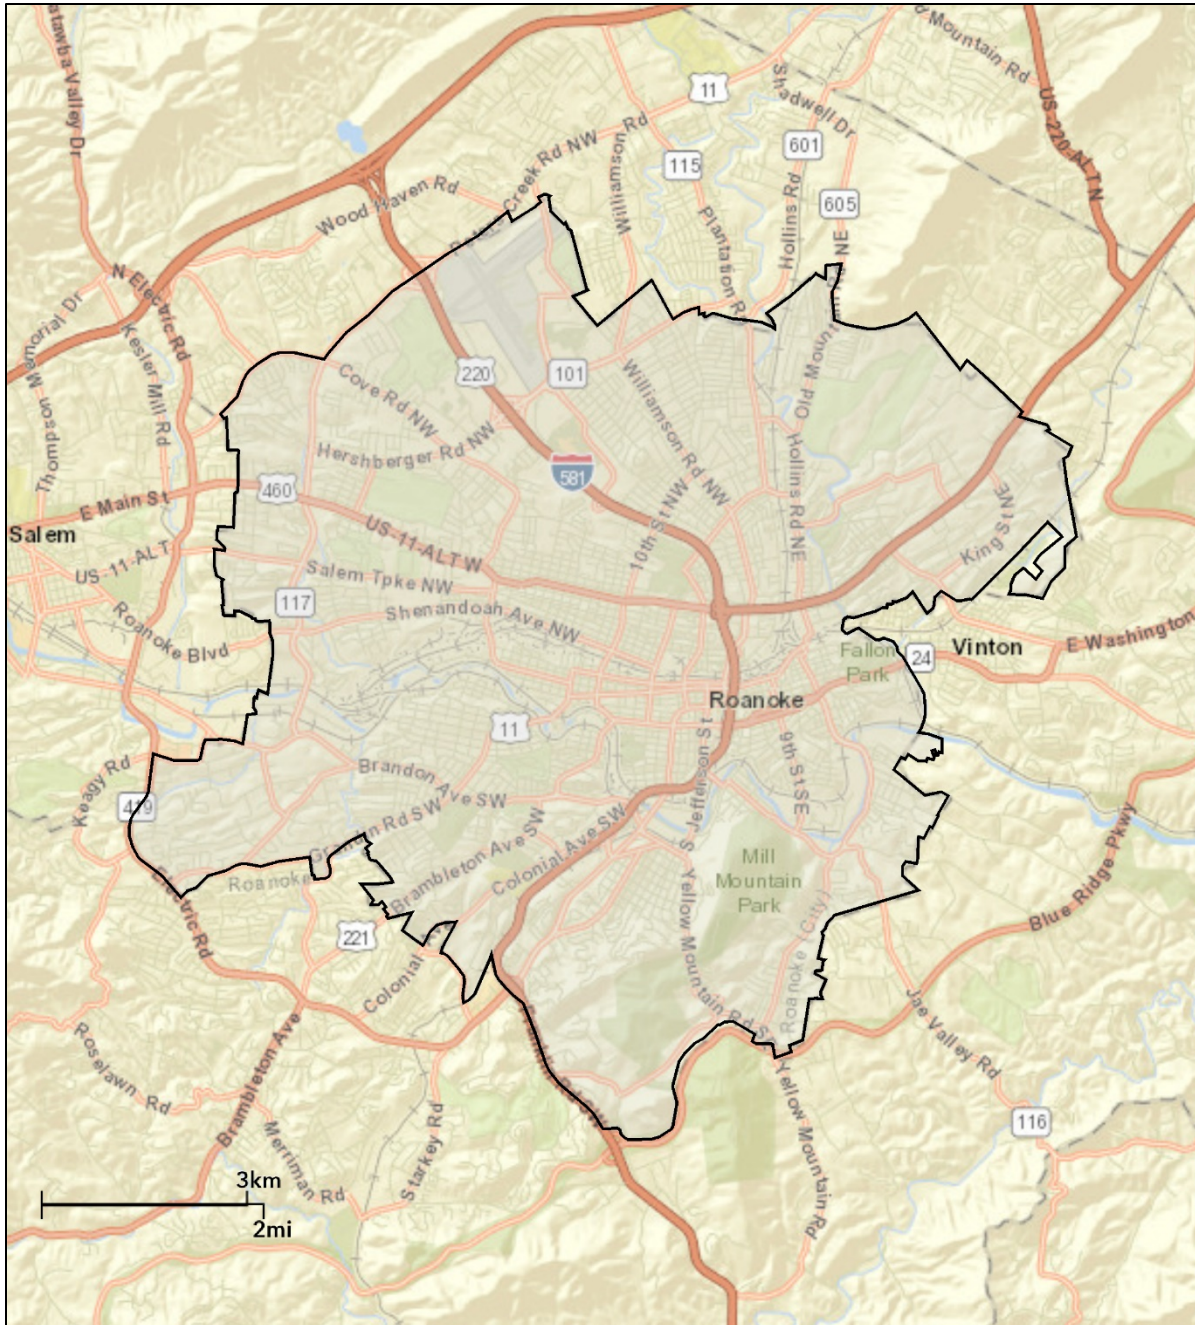 Catawba Valley Dr
Mountain Rd
US-220-ALT N
11
Shadwell Dr
601
115
605
Peters Creek Rd NW
Williamson Rd
Wood Haven Rd
Plantation R
Hollins Rd
Rd NE
N Electric Rd
Thompson Memorial Dr
Kesler Mill Rd
Cove Rd NW
220
101
Old Mount
Williamson Rd NW
Hershberger Rd NW
Hollins Rd NE
581
460
10th St NW
King St NE
E Main St
Salem
US-11-ALT W
US-11-ALT
Salem Tpke NW
117
Shenandoah Ave NW
Roanoke Blvd
Fallon
Park
24
Vinton
E Washington
Roanoke
11
9th St SE
S Jefferson St
Keagy Rd
419
Brandon Ave SW
Grandin Rd SW
Brambleton Ave SW
Colonial Ave SW
Mill
Mountain
Park
Blue Ridge Pkwy
Roanoke
Electric Rd
221
Colonial A
Colonial
S Yellow Mountain Rd S
Roanoke (City)
Jae Valley Rd
Roselawn Rd
Brambleton Ave
Merriman Rd
Starkey Rd
Yellow Mountain Rd
116
3km
2mi